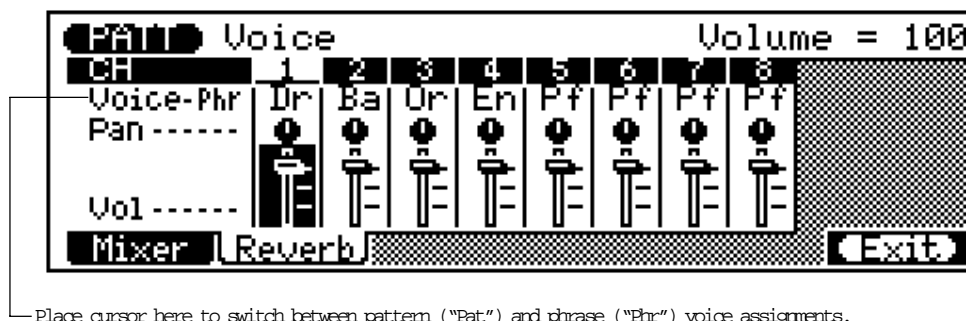 PATT Voice Volume = 100
CH 1 2 3 4 5 6 7 8
Voice-Phr Dr Ba Or En Pf Pf Pf Pf
Pan ------
Vol ------
Mixer Reverb Exit
Place cursor here to switch between pattern (“Pat”) and phrase (“Phr”) voice assignments.